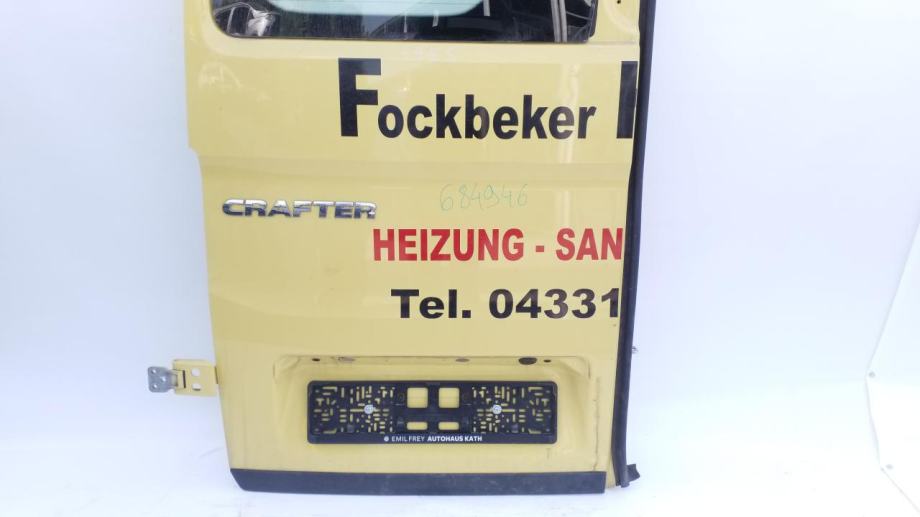 Fockbeker
CRAFTER
684946
HEIZUNG - SAN
Tel. 04331
EMIL FREY AUTOHAUS KATH